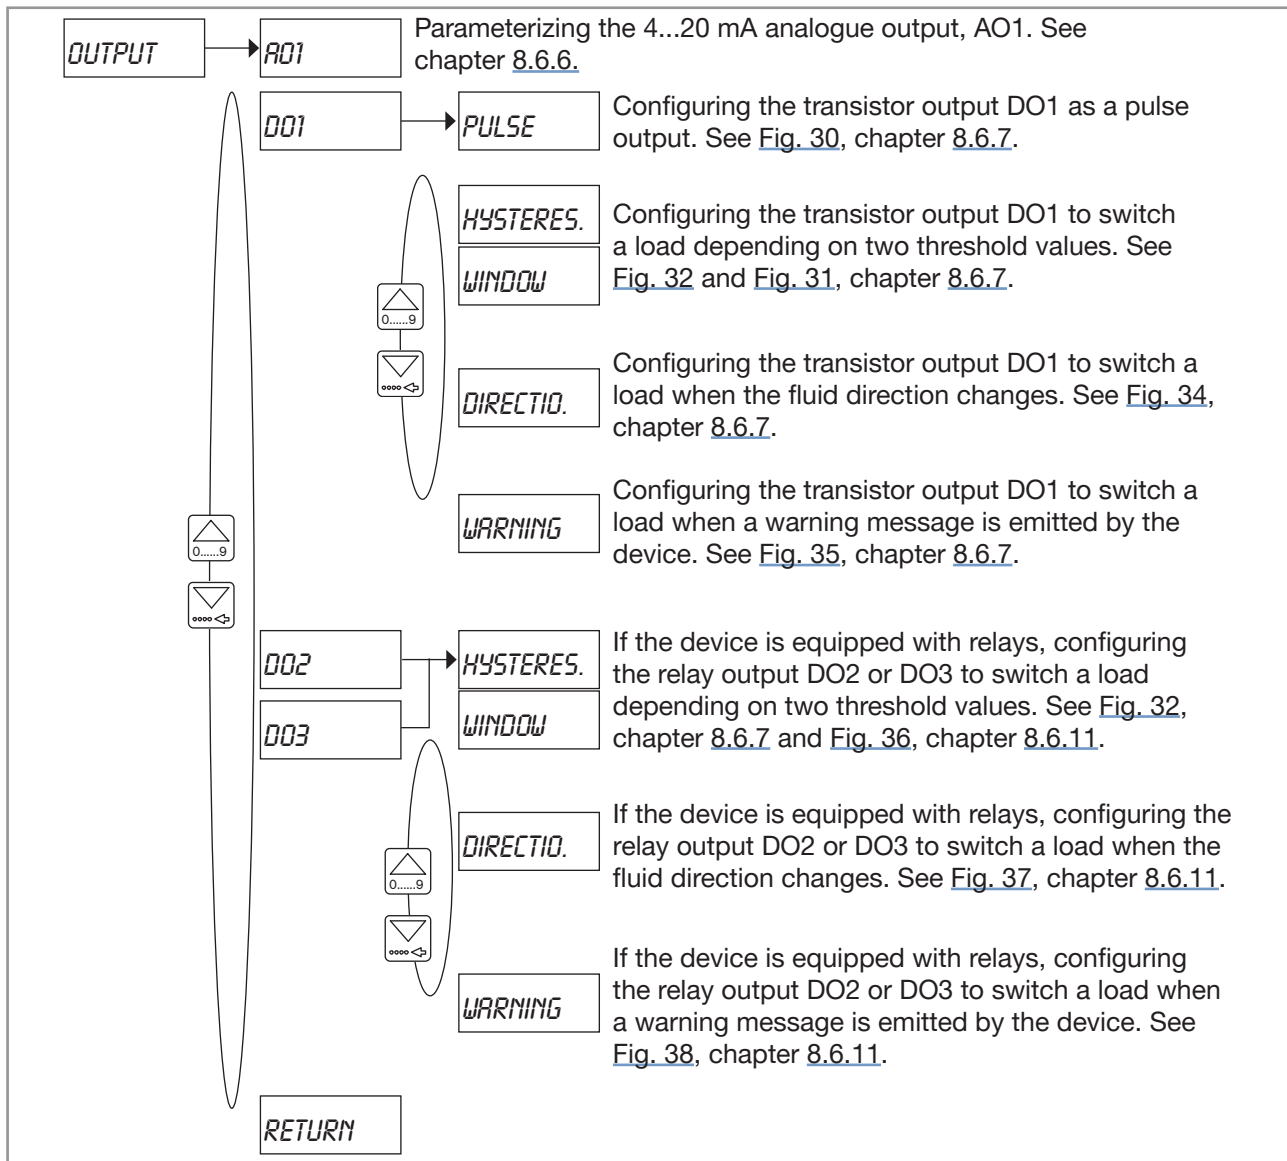 OUTPUT
AO1
Parameterizing the 4...20 mA analogue output, AO1. See
chapter 8.6.6.
DO1
PULSE
Configuring the transistor output DO1 as a pulse
output. See Fig. 30, chapter 8.6.7.
HYSTERES.
WINDOW
Configuring the transistor output DO1 to switch
a load depending on two threshold values. See
Fig. 32 and Fig. 31, chapter 8.6.7.
0......9
DIRECTIO.
Configuring the transistor output DO1 to switch a
load when the fluid direction changes. See Fig. 34,
chapter 8.6.7.
WARNING
Configuring the transistor output DO1 to switch a
load when a warning message is emitted by the
device. See Fig. 35, chapter 8.6.7.
0......9
DO2
DO3
HYSTERES.
WINDOW
If the device is equipped with relays, configuring
the relay output DO2 or DO3 to switch a load
depending on two threshold values. See Fig. 32,
chapter 8.6.7 and Fig. 36, chapter 8.6.11.
DIRECTIO.
If the device is equipped with relays, configuring the
relay output DO2 or DO3 to switch a load when the
fluid direction changes. See Fig. 37, chapter 8.6.11.
0......9
WARNING
If the device is equipped with relays, configuring
the relay output DO2 or DO3 to switch a load when
a warning message is emitted by the device. See
Fig. 38, chapter 8.6.11.
RETURN